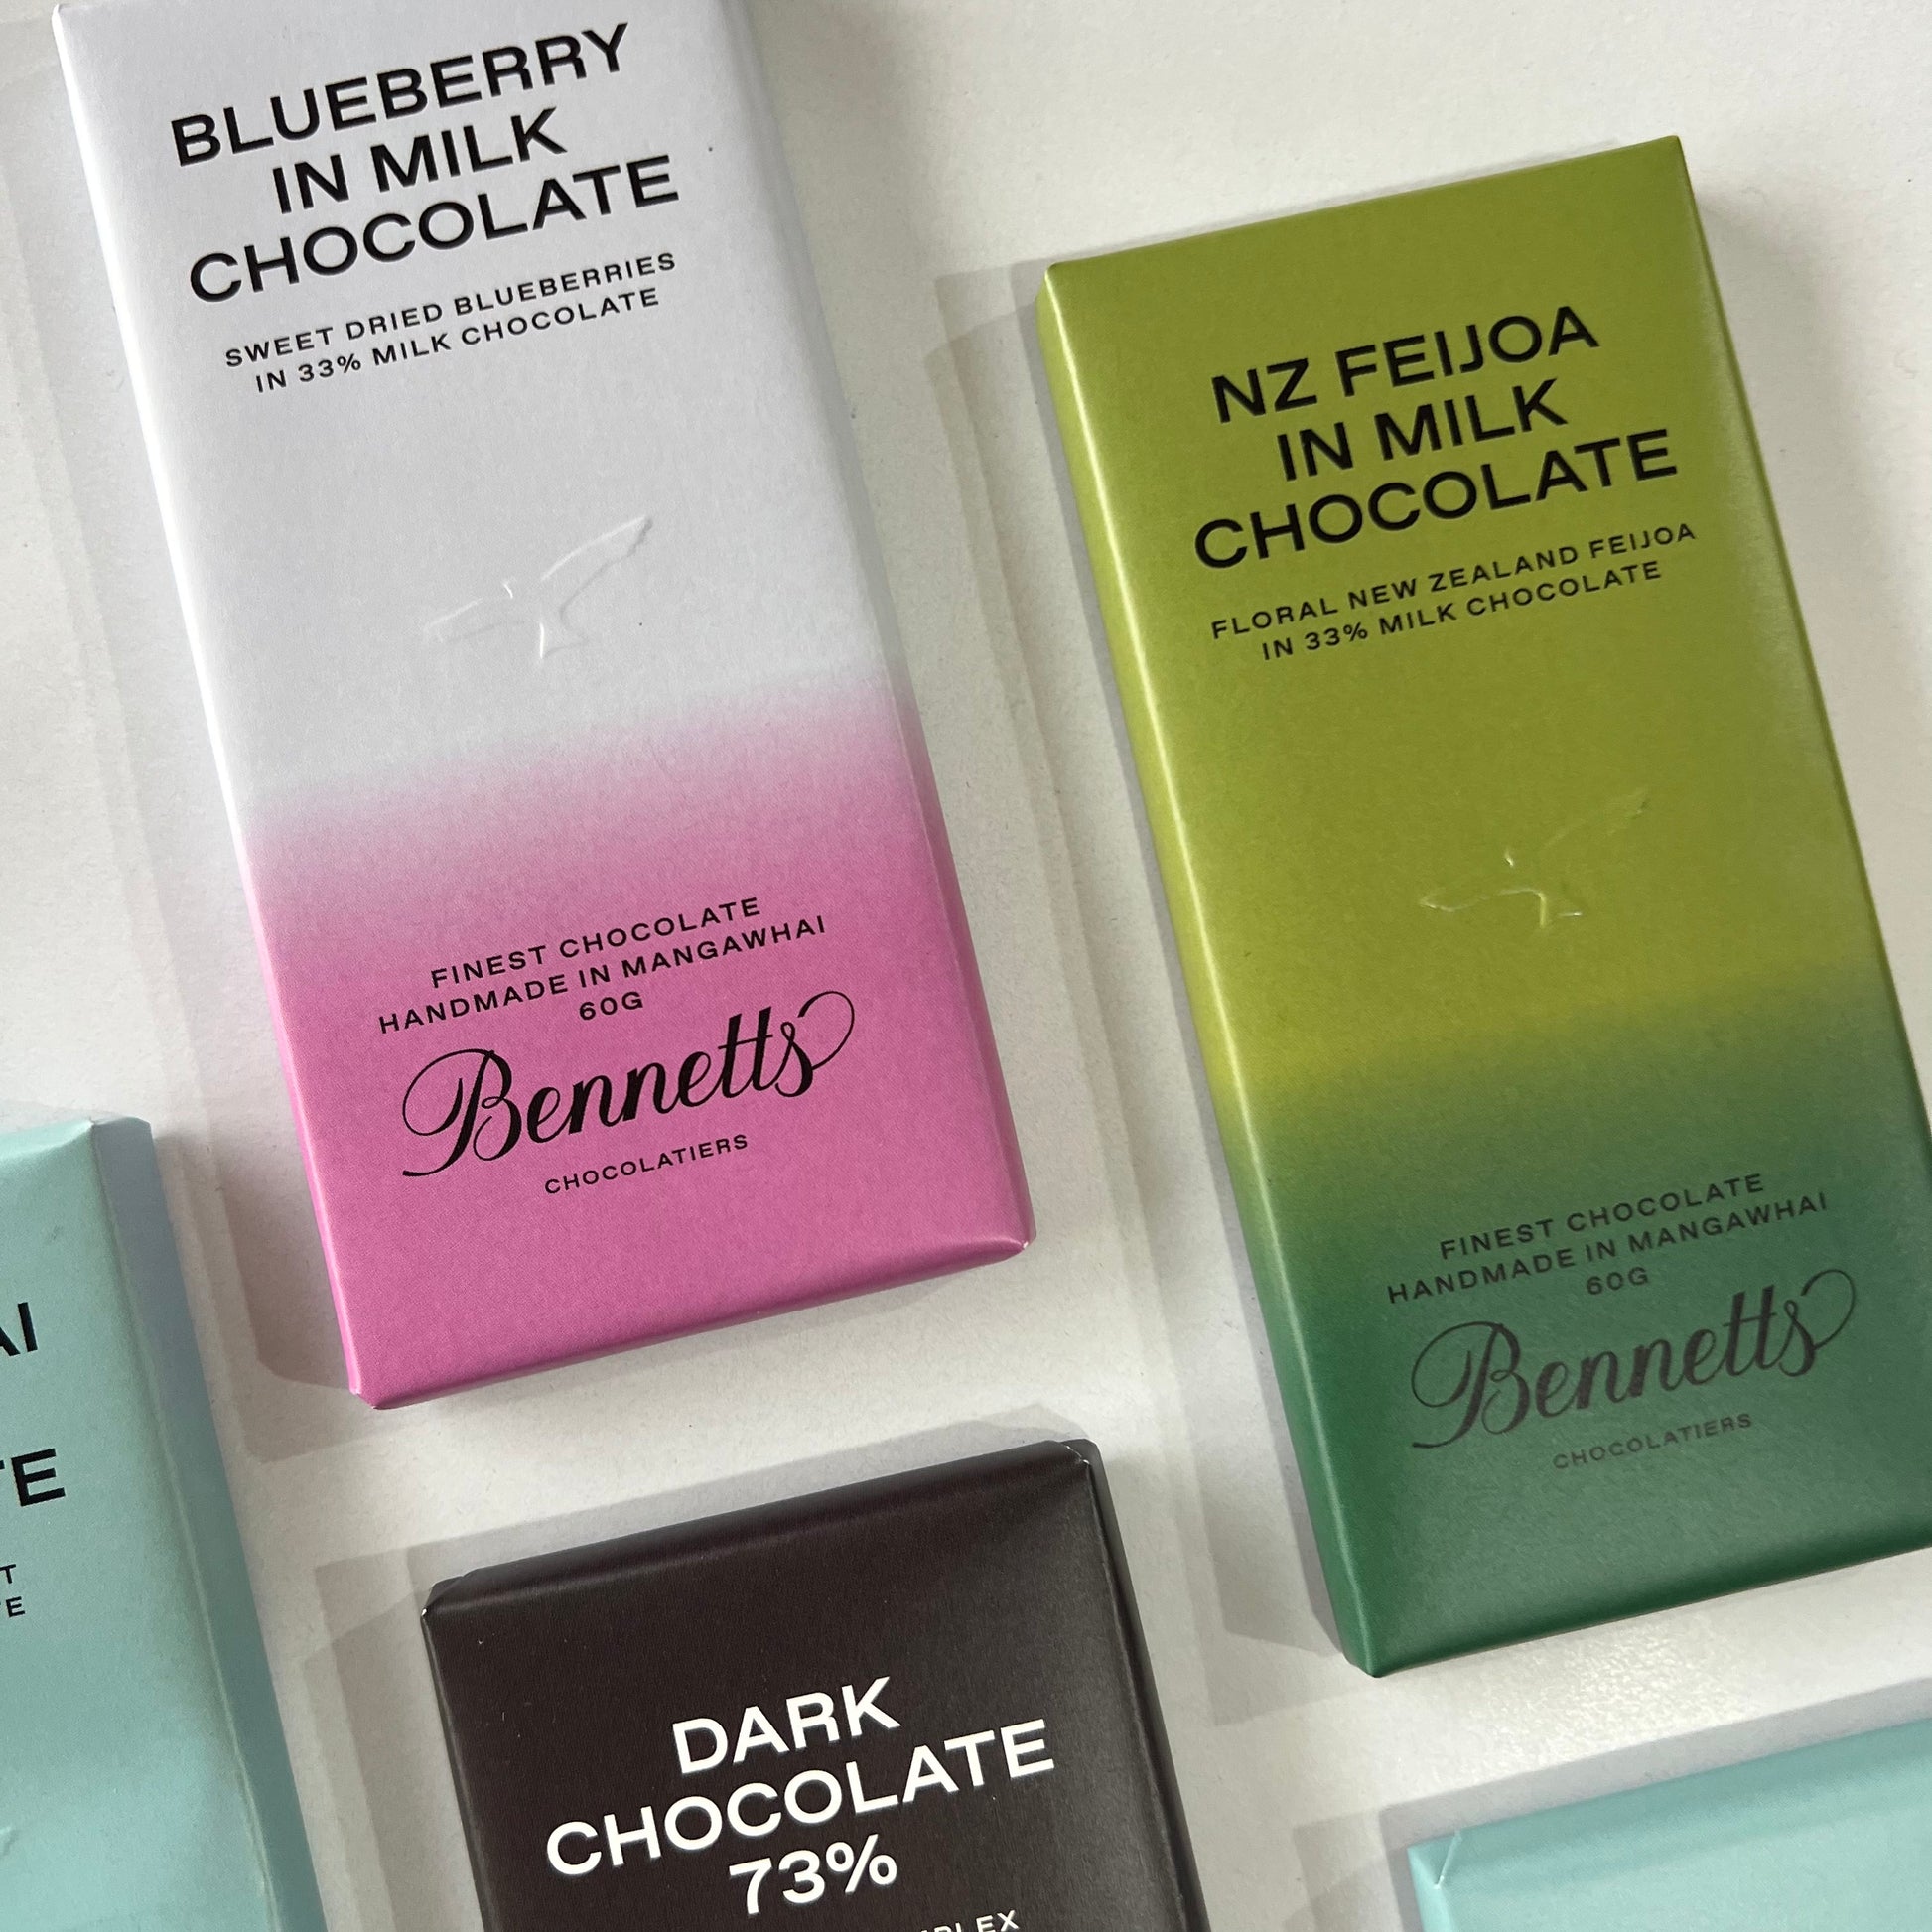 BLUEBERRY
IN MILK
CHOCOLATE
SWEET DRIED BLUEBERRIES
IN 33% MILK CHOCOLATE
FINEST CHOCOLATE
HANDMADE IN MANGAWHAI
60G
Bennetts
CHOCOLATIERS
NZ FEIJOA
IN MILK
CHOCOLATE
FLORAL NEW ZEALAND FEIJOA
IN 33% MILK CHOCOLATE
FINEST CHOCOLATE
HANDMADE IN MANGAWHAI
60G
Bennetts
CHOCOLATIERS
DARK
CHOCOLATE
73%